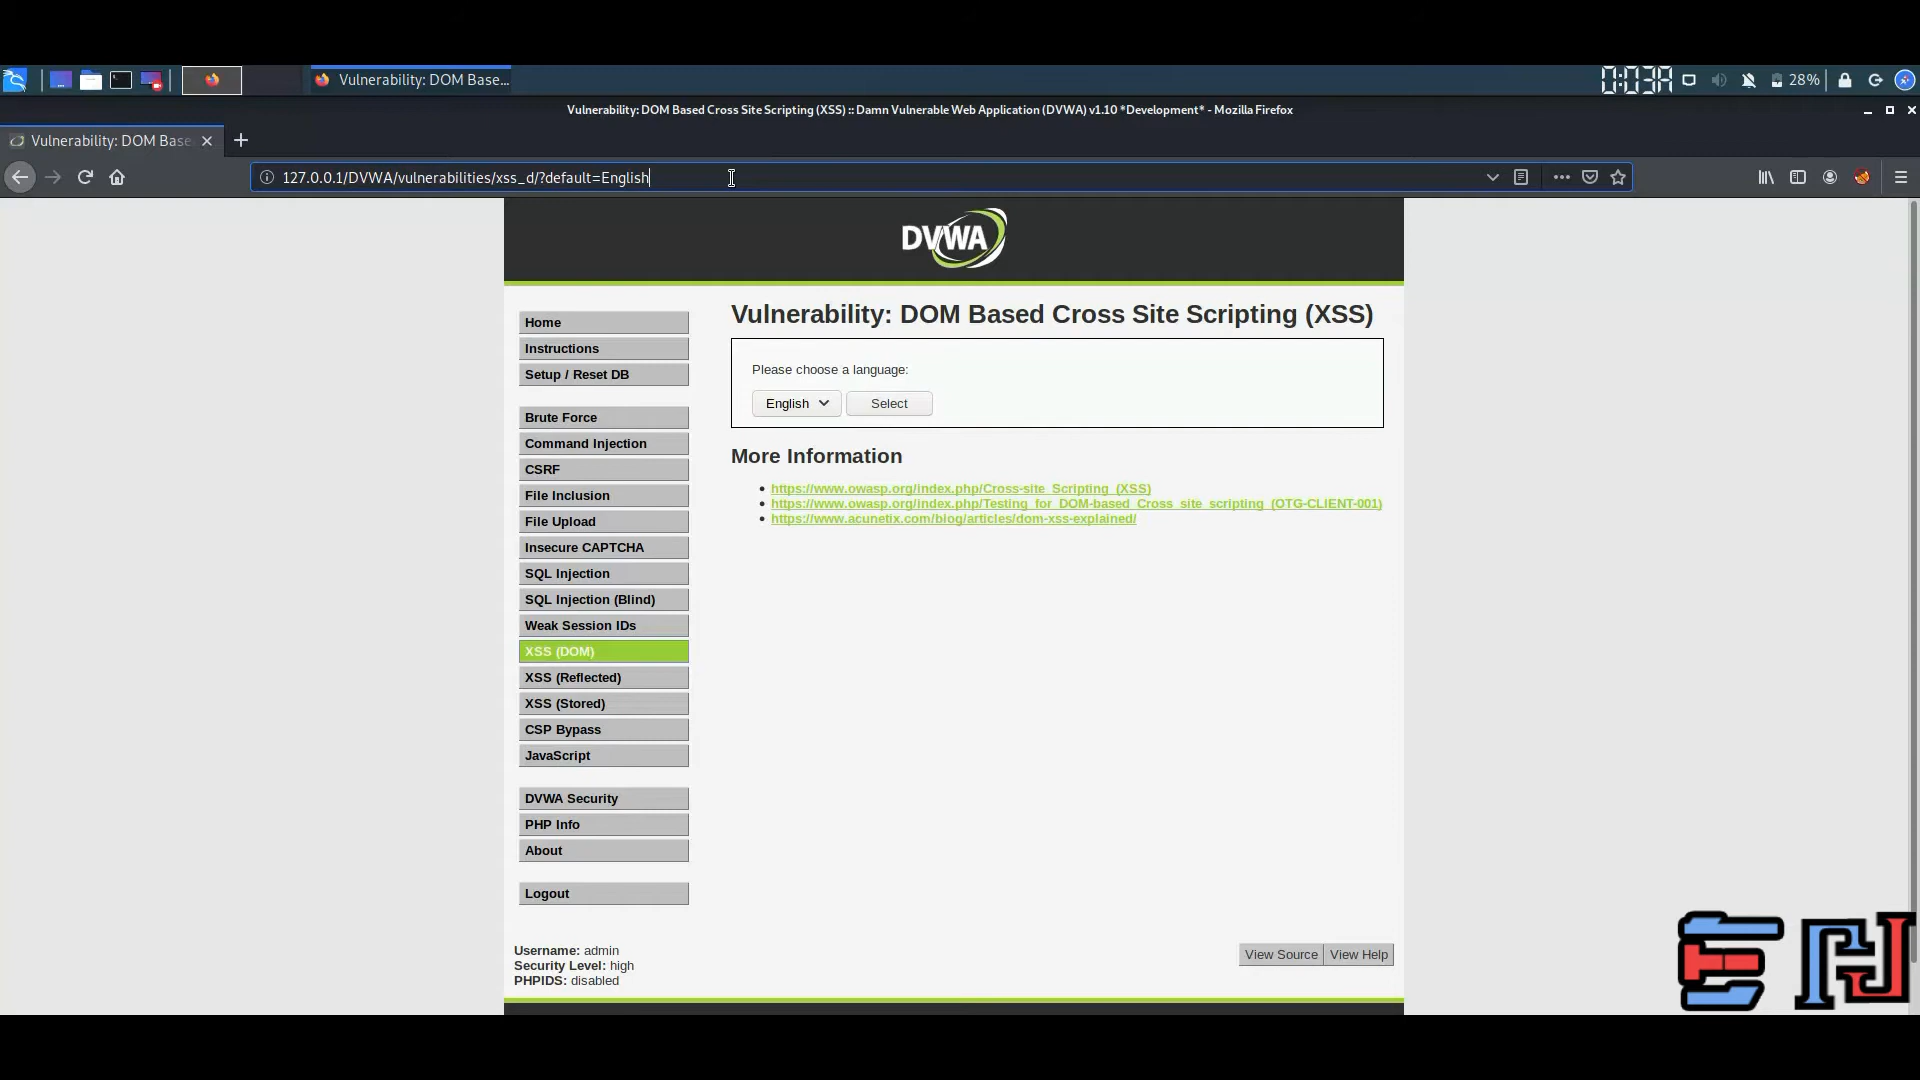 Vulnerability: DOM Base...
0:03
28%
Vulnerability: DOM Based Cross Site Scripting (XSS) :: Damn Vulnerable Web Application (DVWA) v1.10 *Development* - Mozilla Firefox
Vulnerability: DOM Base
127.0.0.1/DVWA/vulnerabilities/xss_d/?default=English
DVWA
Home
Instructions
Setup / Reset DB
Brute Force
Command Injection
CSRF
File Inclusion
File Upload
Insecure CAPTCHA
SQL Injection
SQL Injection (Blind)
Weak Session IDs
XSS (DOM)
XSS (Reflected)
XSS (Stored)
CSP Bypass
JavaScript
DVWA Security
PHP Info
About
Logout
Vulnerability: DOM Based Cross Site Scripting (XSS)
Please choose a language:
English
Select
More Information
https://www.owasp.org/index.php/Cross-site_Scripting_(XSS)
https://www.owasp.org/index.php/Testing_for_DOM-based_Cross_site_scripting_(OTG-CLIENT-001)
https://www.acunetix.com/blog/articles/dom-xss-explained/
Username: admin
Security Level: high
PHPIDS: disabled
View Source
View Help